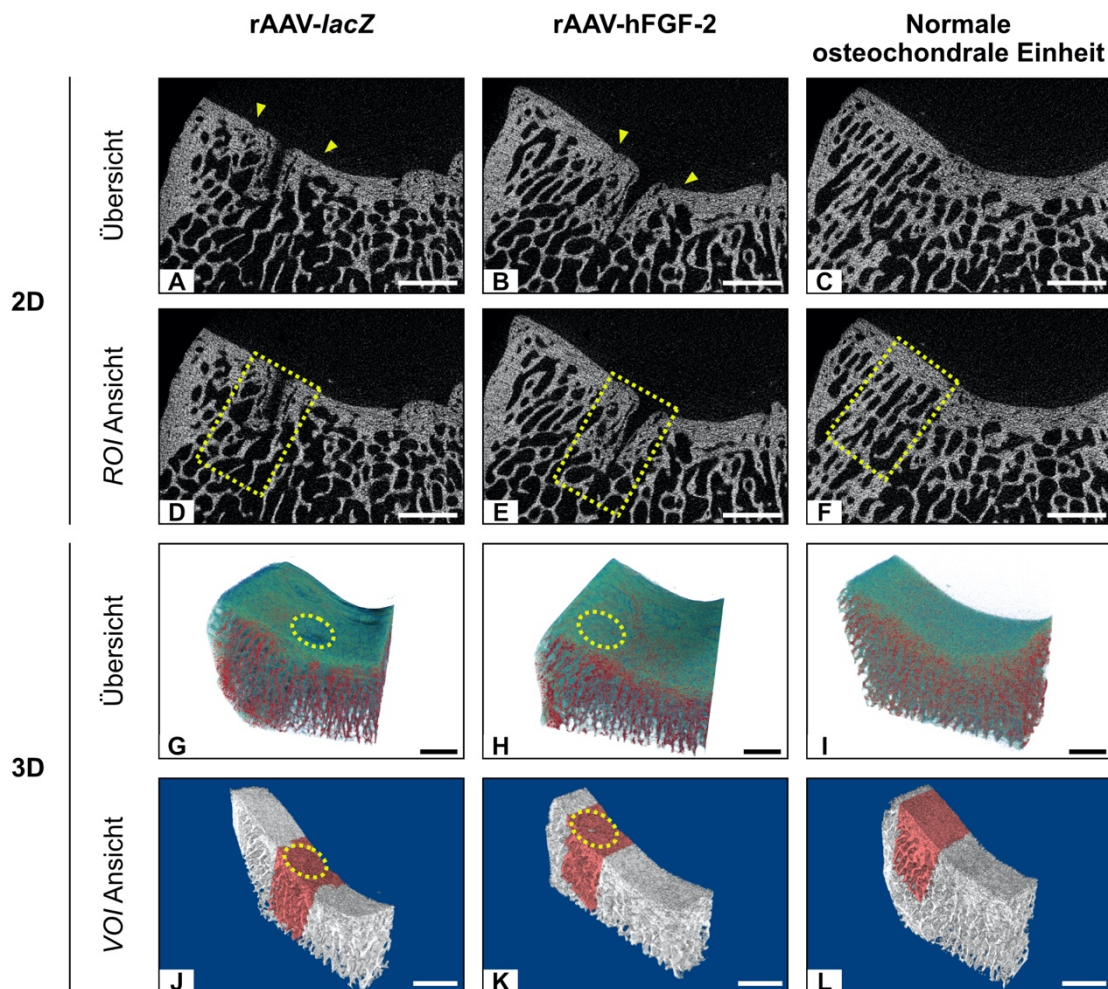 rAAV-lacZ
rAAV-hFGF-2
Normale
osteochondrale Einheit
2D
Übersicht
A
B
C
ROI Ansicht
D
E
F
3D
Übersicht
G
H
I
VOI Ansicht
J
K
L